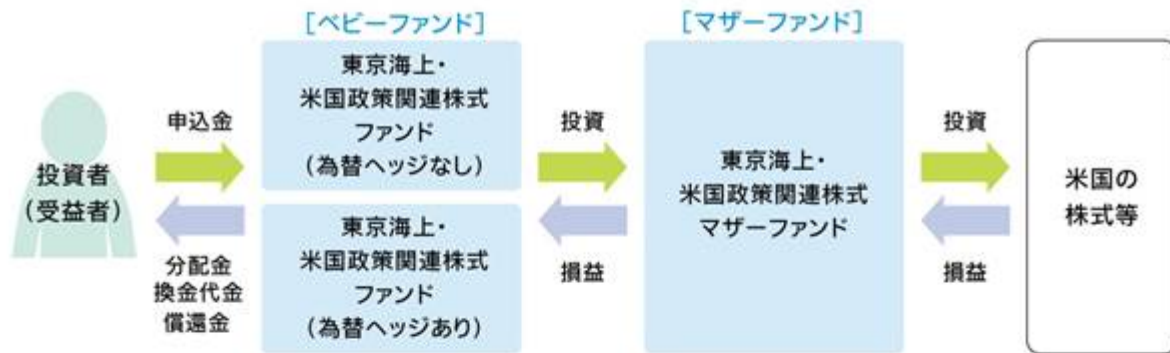 [ベビーファンド]
[マザーファンド]
投資者
(受益者)
申込金
分配金
換金代金
償還金
東京海上・
米国政策関連株式
ファンド
(為替ヘッジなし)
東京海上・
米国政策関連株式
ファンド
(為替ヘッジあり)
投資
損益
東京海上・
米国政策関連株式
マザーファンド
投資
損益
米国の
株式等